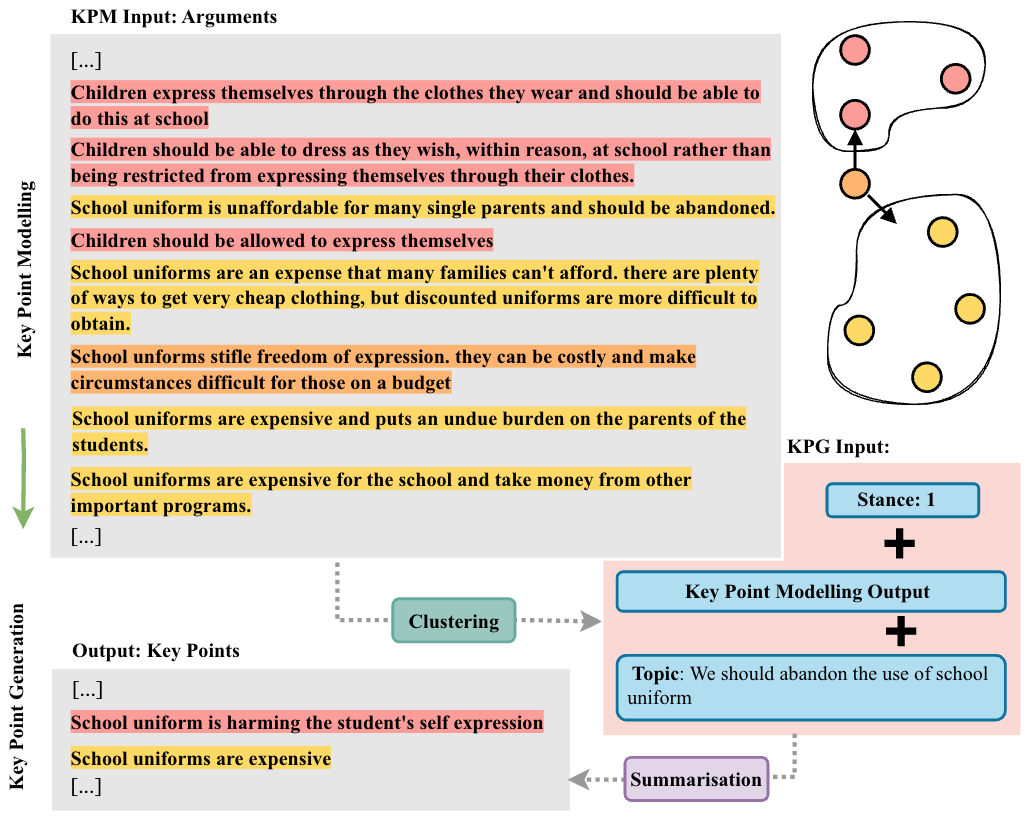 KPM Input: Arguments
[...]
Children express themselves through the clothes they wear and should be able to
do this at school
Children should be able to dress as they wish, within reason, at school rather than
being restricted from expressing themselves through their clothes.
School uniform is unaffordable for many single parents and should be abandoned.
Children should be allowed to express themselves
School uniforms are an expense that many families can't afford. there are plenty
of ways to get very cheap clothing, but discounted uniforms are more difficult to
obtain.
School unforms stifle freedom of expression. they can be costly and make
circumstances difficult for those on a budget
School uniforms are expensive and puts an undue burden on the parents of the
students.
School uniforms are expensive for the school and take money from other
important programs.
[...]
Key Point Modelling
KPG Input:
Stance: 1
+
Key Point Modelling Output
+
Topic: We should abandon the use of school
uniform
Clustering
Key Point Generation
Output: Key Points
[...]
School uniform is harming the student's self expression
School uniforms are expensive
[...]
Summarisation